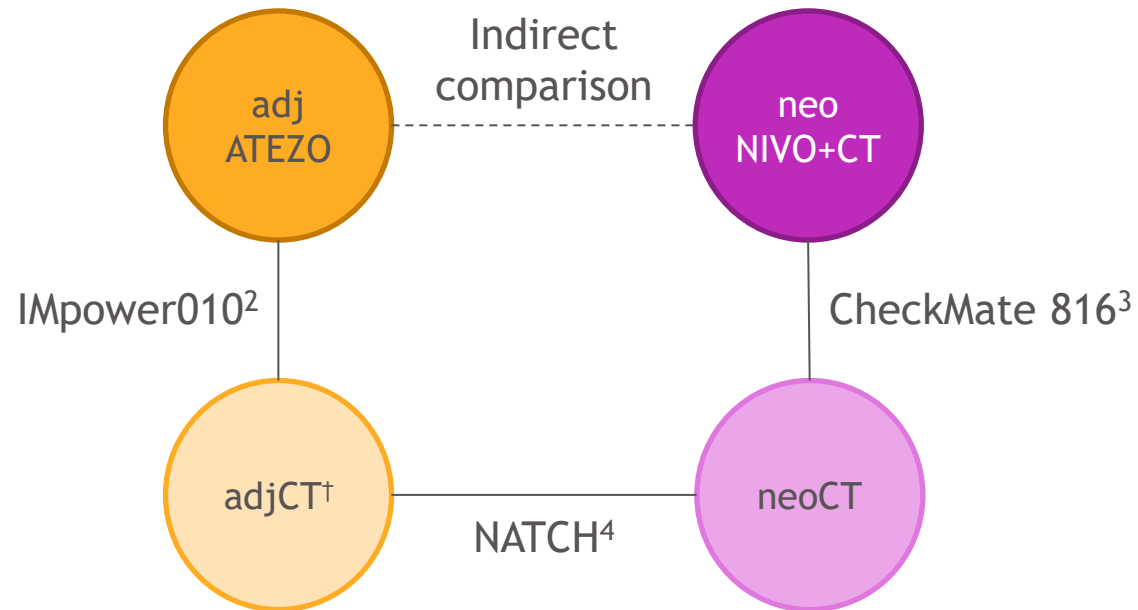 Indirect
comparison
adj
ATEZO
neo
NIVO+CT
IMpower010²
CheckMate 816³
adjCT†
neoCT
NATCH⁴